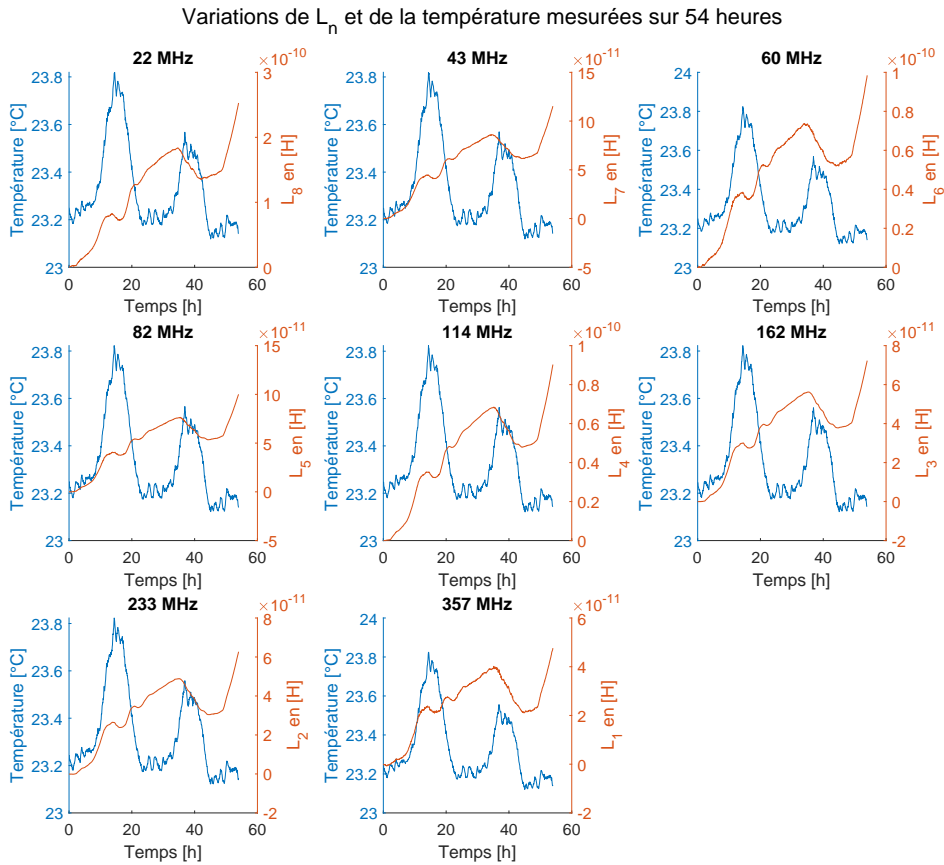 Variations de L_n et de la température mesurées sur 54 heures
22 MHz
×10^-10
Température [°C]
23.8
23.6
23.4
23.2
23
3
2
1
0
L_8 en [H]
0 20 40 60
Temps [h]
43 MHz
×10^-11
Température [°C]
23.8
23.6
23.4
23.2
23
15
10
5
0
-5
L_7 en [H]
0 20 40 60
Temps [h]
60 MHz
×10^-10
Température [°C]
24
23.8
23.6
23.4
23.2
23
1
0.8
0.6
0.4
0.2
0
L_6 en [H]
0 20 40 60
Temps [h]
82 MHz
×10^-11
Température [°C]
23.8
23.6
23.4
23.2
23
15
10
5
0
-5
L_5 en [H]
0 20 40 60
Temps [h]
114 MHz
×10^-10
Température [°C]
23.8
23.6
23.4
23.2
23
1
0.8
0.6
0.4
0.2
0
L_4 en [H]
0 20 40 60
Temps [h]
162 MHz
×10^-11
Température [°C]
23.8
23.6
23.4
23.2
23
8
6
4
2
0
-2
L_3 en [H]
0 20 40 60
Temps [h]
233 MHz
×10^-11
Température [°C]
23.8
23.6
23.4
23.2
23
8
6
4
2
0
-2
L_2 en [H]
0 20 40 60
Temps [h]
357 MHz
×10^-11
Température [°C]
24
23.8
23.6
23.4
23.2
23
6
4
2
0
-2
L_1 en [H]
0 20 40 60
Temps [h]